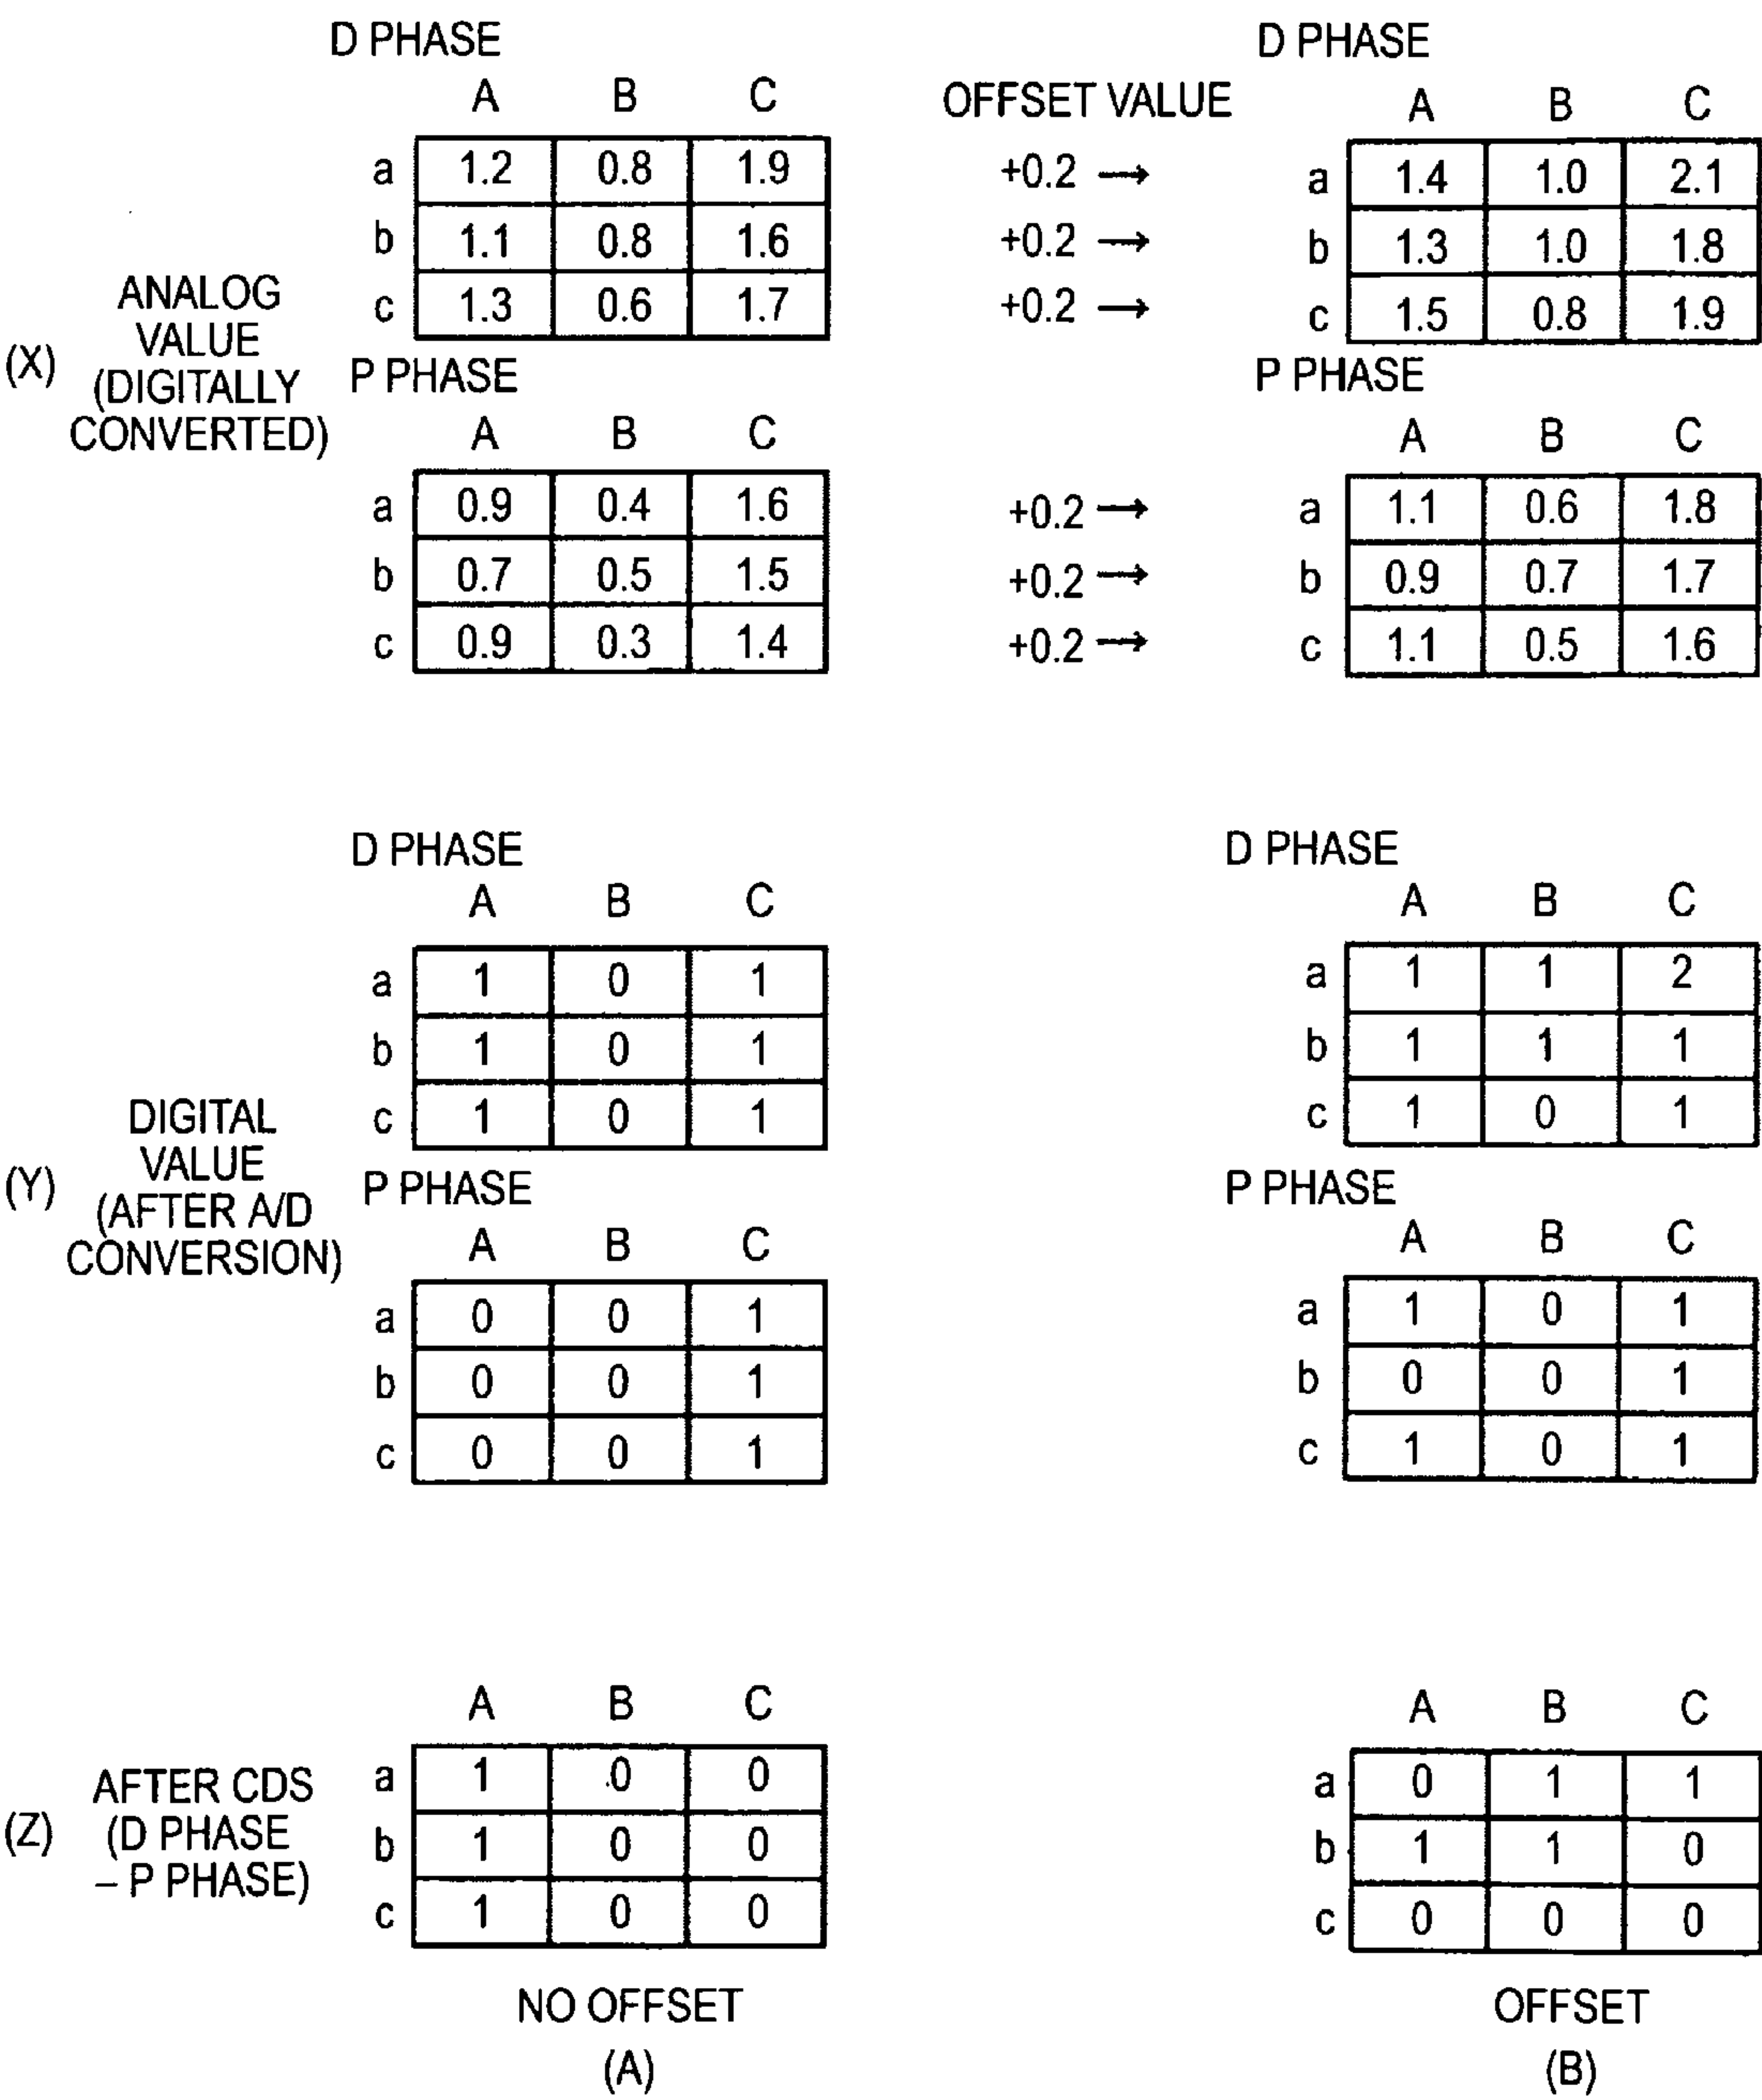 D PHASE
A B C
a 1.2 0.8 1.9
b 1.1 0.8 1.6
c 1.3 0.6 1.7
OFFSET VALUE
+0.2 →
+0.2 →
+0.2 →
D PHASE
A B C
a 1.4 1.0 2.1
b 1.3 1.0 1.8
c 1.5 0.8 1.9
(X)
ANALOG
VALUE
(DIGITALLY
CONVERTED)
P PHASE
A B C
a 0.9 0.4 1.6
b 0.7 0.5 1.5
c 0.9 0.3 1.4
+0.2 →
+0.2 →
+0.2 →
P PHASE
A B C
a 1.1 0.6 1.8
b 0.9 0.7 1.7
c 1.1 0.5 1.6
D PHASE
A B C
a 1 0 1
b 1 0 1
c 1 0 1
D PHASE
A B C
a 1 1 2
b 1 1 1
c 1 0 1
(Y)
DIGITAL
VALUE
(AFTER A/D
CONVERSION)
P PHASE
A B C
a 0 0 1
b 0 0 1
c 0 0 1
P PHASE
A B C
a 1 0 1
b 0 0 1
c 1 0 1
(Z)
AFTER CDS
(D PHASE
– P PHASE)
A B C
a 1 0 0
b 1 0 0
c 1 0 0
NO OFFSET
(A)
A B C
a 0 1 1
b 1 1 0
c 0 0 0
OFFSET
(B)